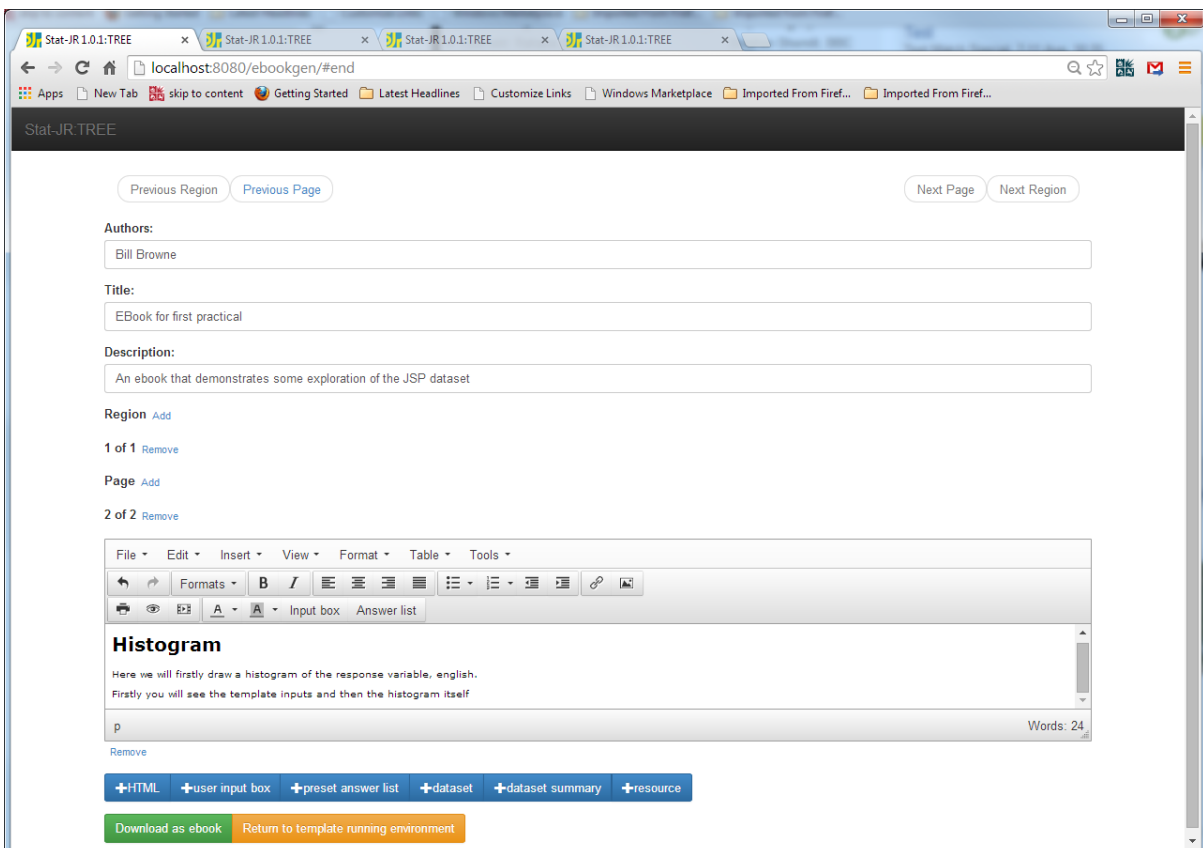 Stat-JR 1.0.1:TREE × Stat-JR 1.0.1:TREE × Stat-JR 1.0.1:TREE × Stat-JR 1.0.1:TREE ×
localhost:8080/ebookgen/#end
Apps New Tab skip to content Getting Started Latest Headlines Customize Links Windows Marketplace Imported From Firef... Imported From Firef...
Stat-JR:TREE
Previous Region Previous Page Next Page Next Region
Authors:
Bill Browne
Title:
EBook for first practical
Description:
An ebook that demonstrates some exploration of the JSP dataset
Region Add
1 of 1 Remove
Page Add
2 of 2 Remove
File Edit Insert View Format Table Tools
Formats B I
A A Input box Answer list
Histogram
Here we will firstly draw a histogram of the response variable, english.
Firstly you will see the template inputs and then the histogram itself
p Words: 24
Remove
+HTML +user input box +preset answer list +dataset +dataset summary +resource
Download as ebook Return to template running environment